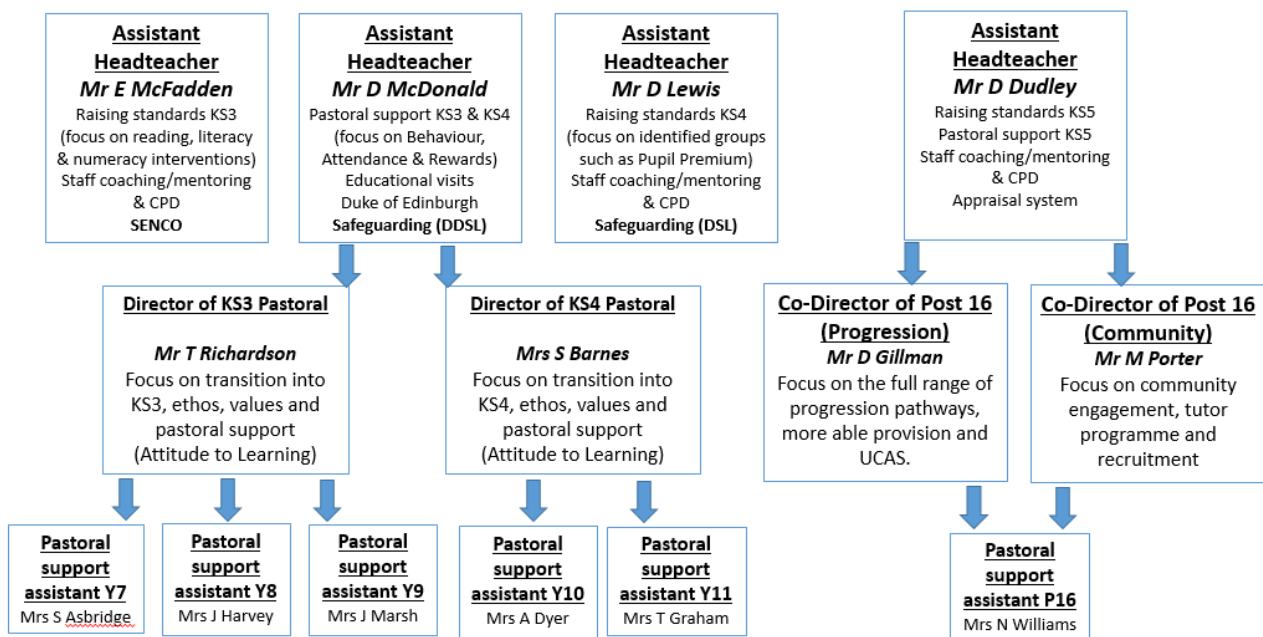 Assistant
Headteacher
Mr E McFadden
Raising standards KS3
(focus on reading, literacy
& numeracy interventions)
Staff coaching/mentoring
& CPD
SENCO
Assistant
Headteacher
Mr D McDonald
Pastoral support KS3 & KS4
(focus on Behaviour,
Attendance & Rewards)
Educational visits
Duke of Edinburgh
Safeguarding (DDSL)
Assistant
Headteacher
Mr D Lewis
Raising standards KS4
(focus on identified groups
such as Pupil Premium)
Staff coaching/mentoring
& CPD
Safeguarding (DSL)
Assistant
Headteacher
Mr D Dudley
Raising standards KS5
Pastoral support KS5
Staff coaching/mentoring
& CPD
Appraisal system
Director of KS3 Pastoral
Mr T Richardson
Focus on transition into
KS3, ethos, values and
pastoral support
(Attitude to Learning)
Director of KS4 Pastoral
Mrs S Barnes
Focus on transition into
KS4, ethos, values and
pastoral support
(Attitude to Learning)
Co-Director of Post 16
(Progression)
Mr D Gillman
Focus on the full range of
progression pathways,
more able provision and
UCAS.
Co-Director of Post 16
(Community)
Mr M Porter
Focus on community
engagement, tutor
programme and
recruitment
Pastoral
support
assistant Y7
Mrs S Asbridge
Pastoral
support
assistant Y8
Mrs J Harvey
Pastoral
support
assistant Y9
Mrs J Marsh
Pastoral
support
assistant Y10
Mrs A Dyer
Pastoral
support
assistant Y11
Mrs T Graham
Pastoral
support
assistant P16
Mrs N Williams